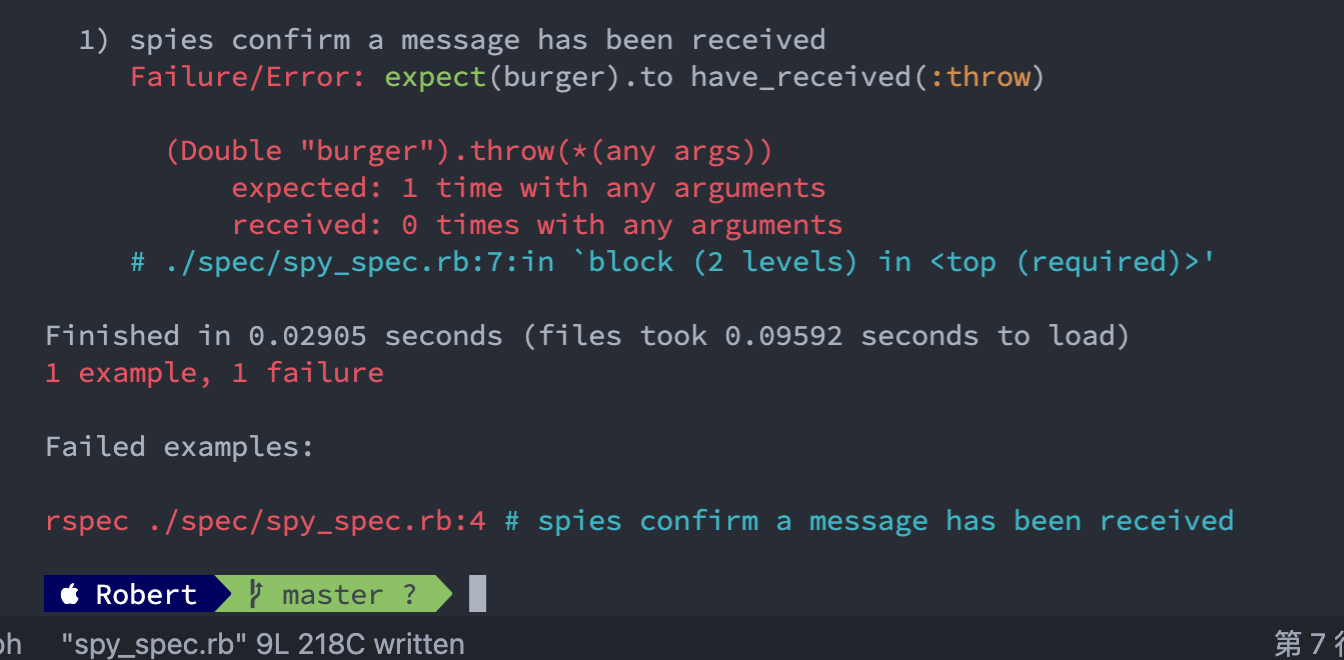 1) spies confirm a message has been received
Failure/Error: expect(burger).to have_received(:throw)
(Double "burger").throw(*(any args))
expected: 1 time with any arguments
received: 0 times with any arguments
# ./spec/spy_spec.rb:7:in `block (2 levels) in <top (required)>'
Finished in 0.02905 seconds (files took 0.09592 seconds to load)
1 example, 1 failure
Failed examples:
rspec ./spec/spy_spec.rb:4 # spies confirm a message has been received
Robert master ?
"spy_spec.rb" 9L 218C written 第 7